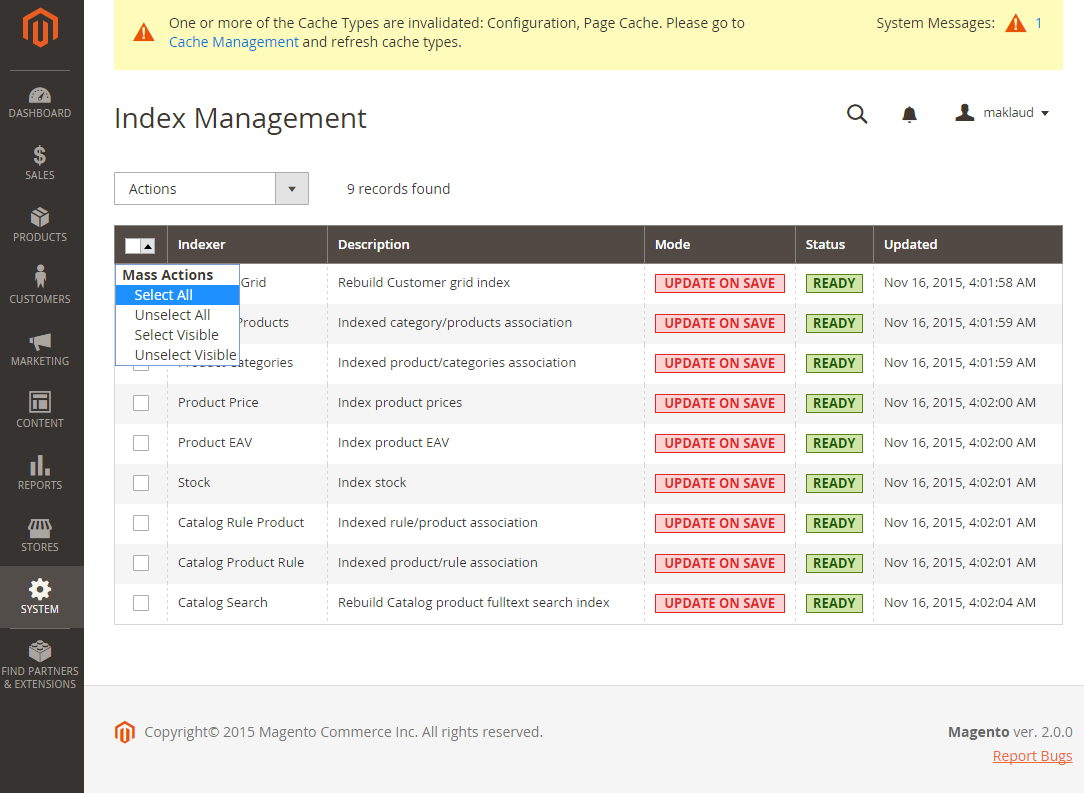 One or more of the Cache Types are invalidated: Configuration, Page Cache. Please go to
Cache Management and refresh cache types.
System Messages: 1
DASHBOARD
SALES
PRODUCTS
CUSTOMERS
MARKETING
CONTENT
REPORTS
STORES
SYSTEM
FIND PARTNERS
& EXTENSIONS
Index Management
maklaud
Actions
9 records found
Indexer Description Mode Status Updated
Mass Actions
Select All
Unselect All
Select Visible
Unselect Visible
Grid Rebuild Customer grid index UPDATE ON SAVE READY Nov 16, 2015, 4:01:58 AM
Products Indexed category/products association UPDATE ON SAVE READY Nov 16, 2015, 4:01:59 AM
Product Categories Indexed product/categories association UPDATE ON SAVE READY Nov 16, 2015, 4:01:59 AM
Product Price Index product prices UPDATE ON SAVE READY Nov 16, 2015, 4:02:00 AM
Product EAV Index product EAV UPDATE ON SAVE READY Nov 16, 2015, 4:02:00 AM
Stock Index stock UPDATE ON SAVE READY Nov 16, 2015, 4:02:01 AM
Catalog Rule Product Indexed rule/product association UPDATE ON SAVE READY Nov 16, 2015, 4:02:01 AM
Catalog Product Rule Indexed product/rule association UPDATE ON SAVE READY Nov 16, 2015, 4:02:01 AM
Catalog Search Rebuild Catalog product fulltext search index UPDATE ON SAVE READY Nov 16, 2015, 4:02:04 AM
Copyright© 2015 Magento Commerce Inc. All rights reserved.
Magento ver. 2.0.0
Report Bugs